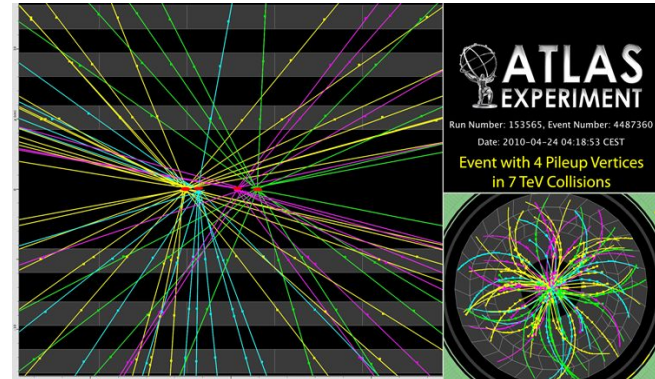 ATLAS
EXPERIMENT
Run Number: 153565, Event Number: 4487360
Date: 2010-04-24 04:18:53 CEST
Event with 4 Pileup Vertices
in 7 TeV Collisions